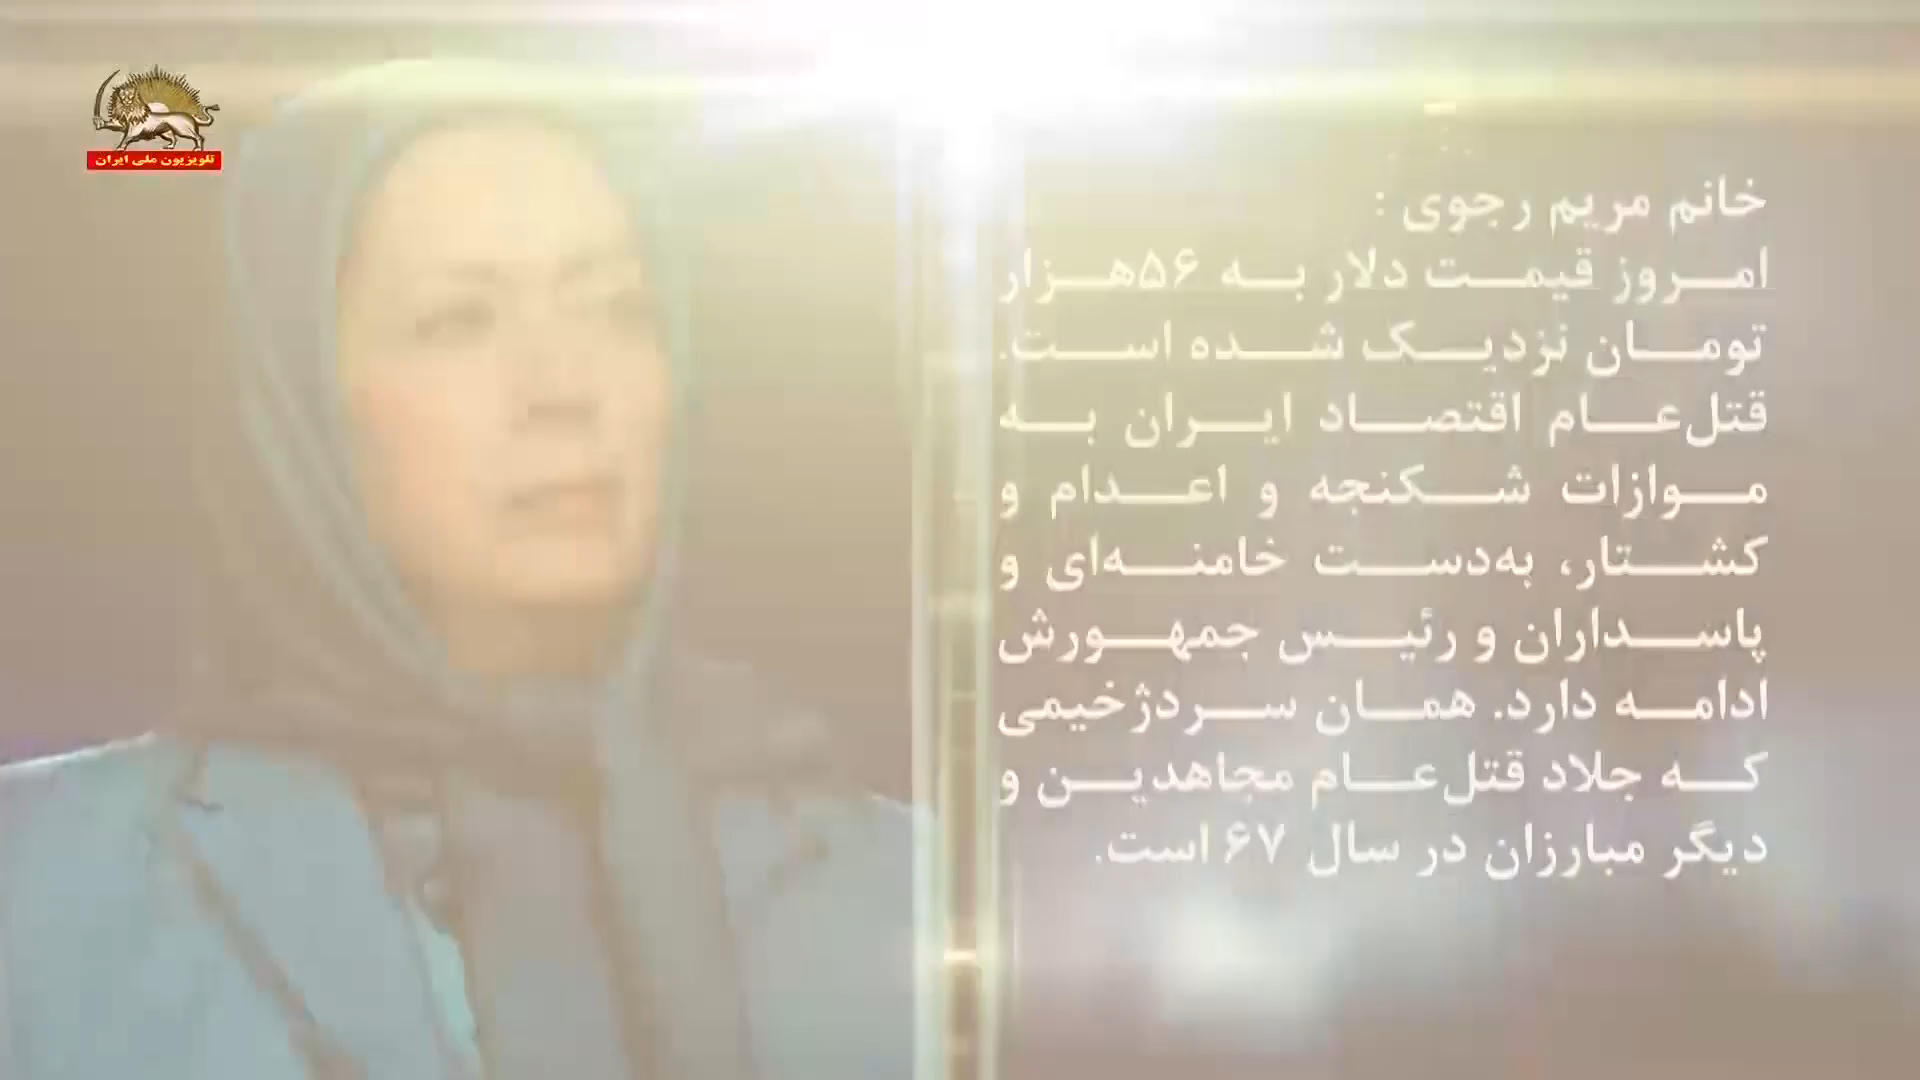 تلویزیون ملی ایران
خانم مریم رجوی :
امروز قیمت دلار به ۵۶هزار
تومان نزدیک شده است.
قتل‌عام اقتصاد ایران به
موازات شکنجه و اعدام و
کشتار، به‌دست خامنه‌ای و
پاسداران و رئیس جمهورش
ادامه دارد. همان سردژخیمی
که جلاد قتل‌عام مجاهدین و
دیگر مبارزان در سال ۶۷ است.